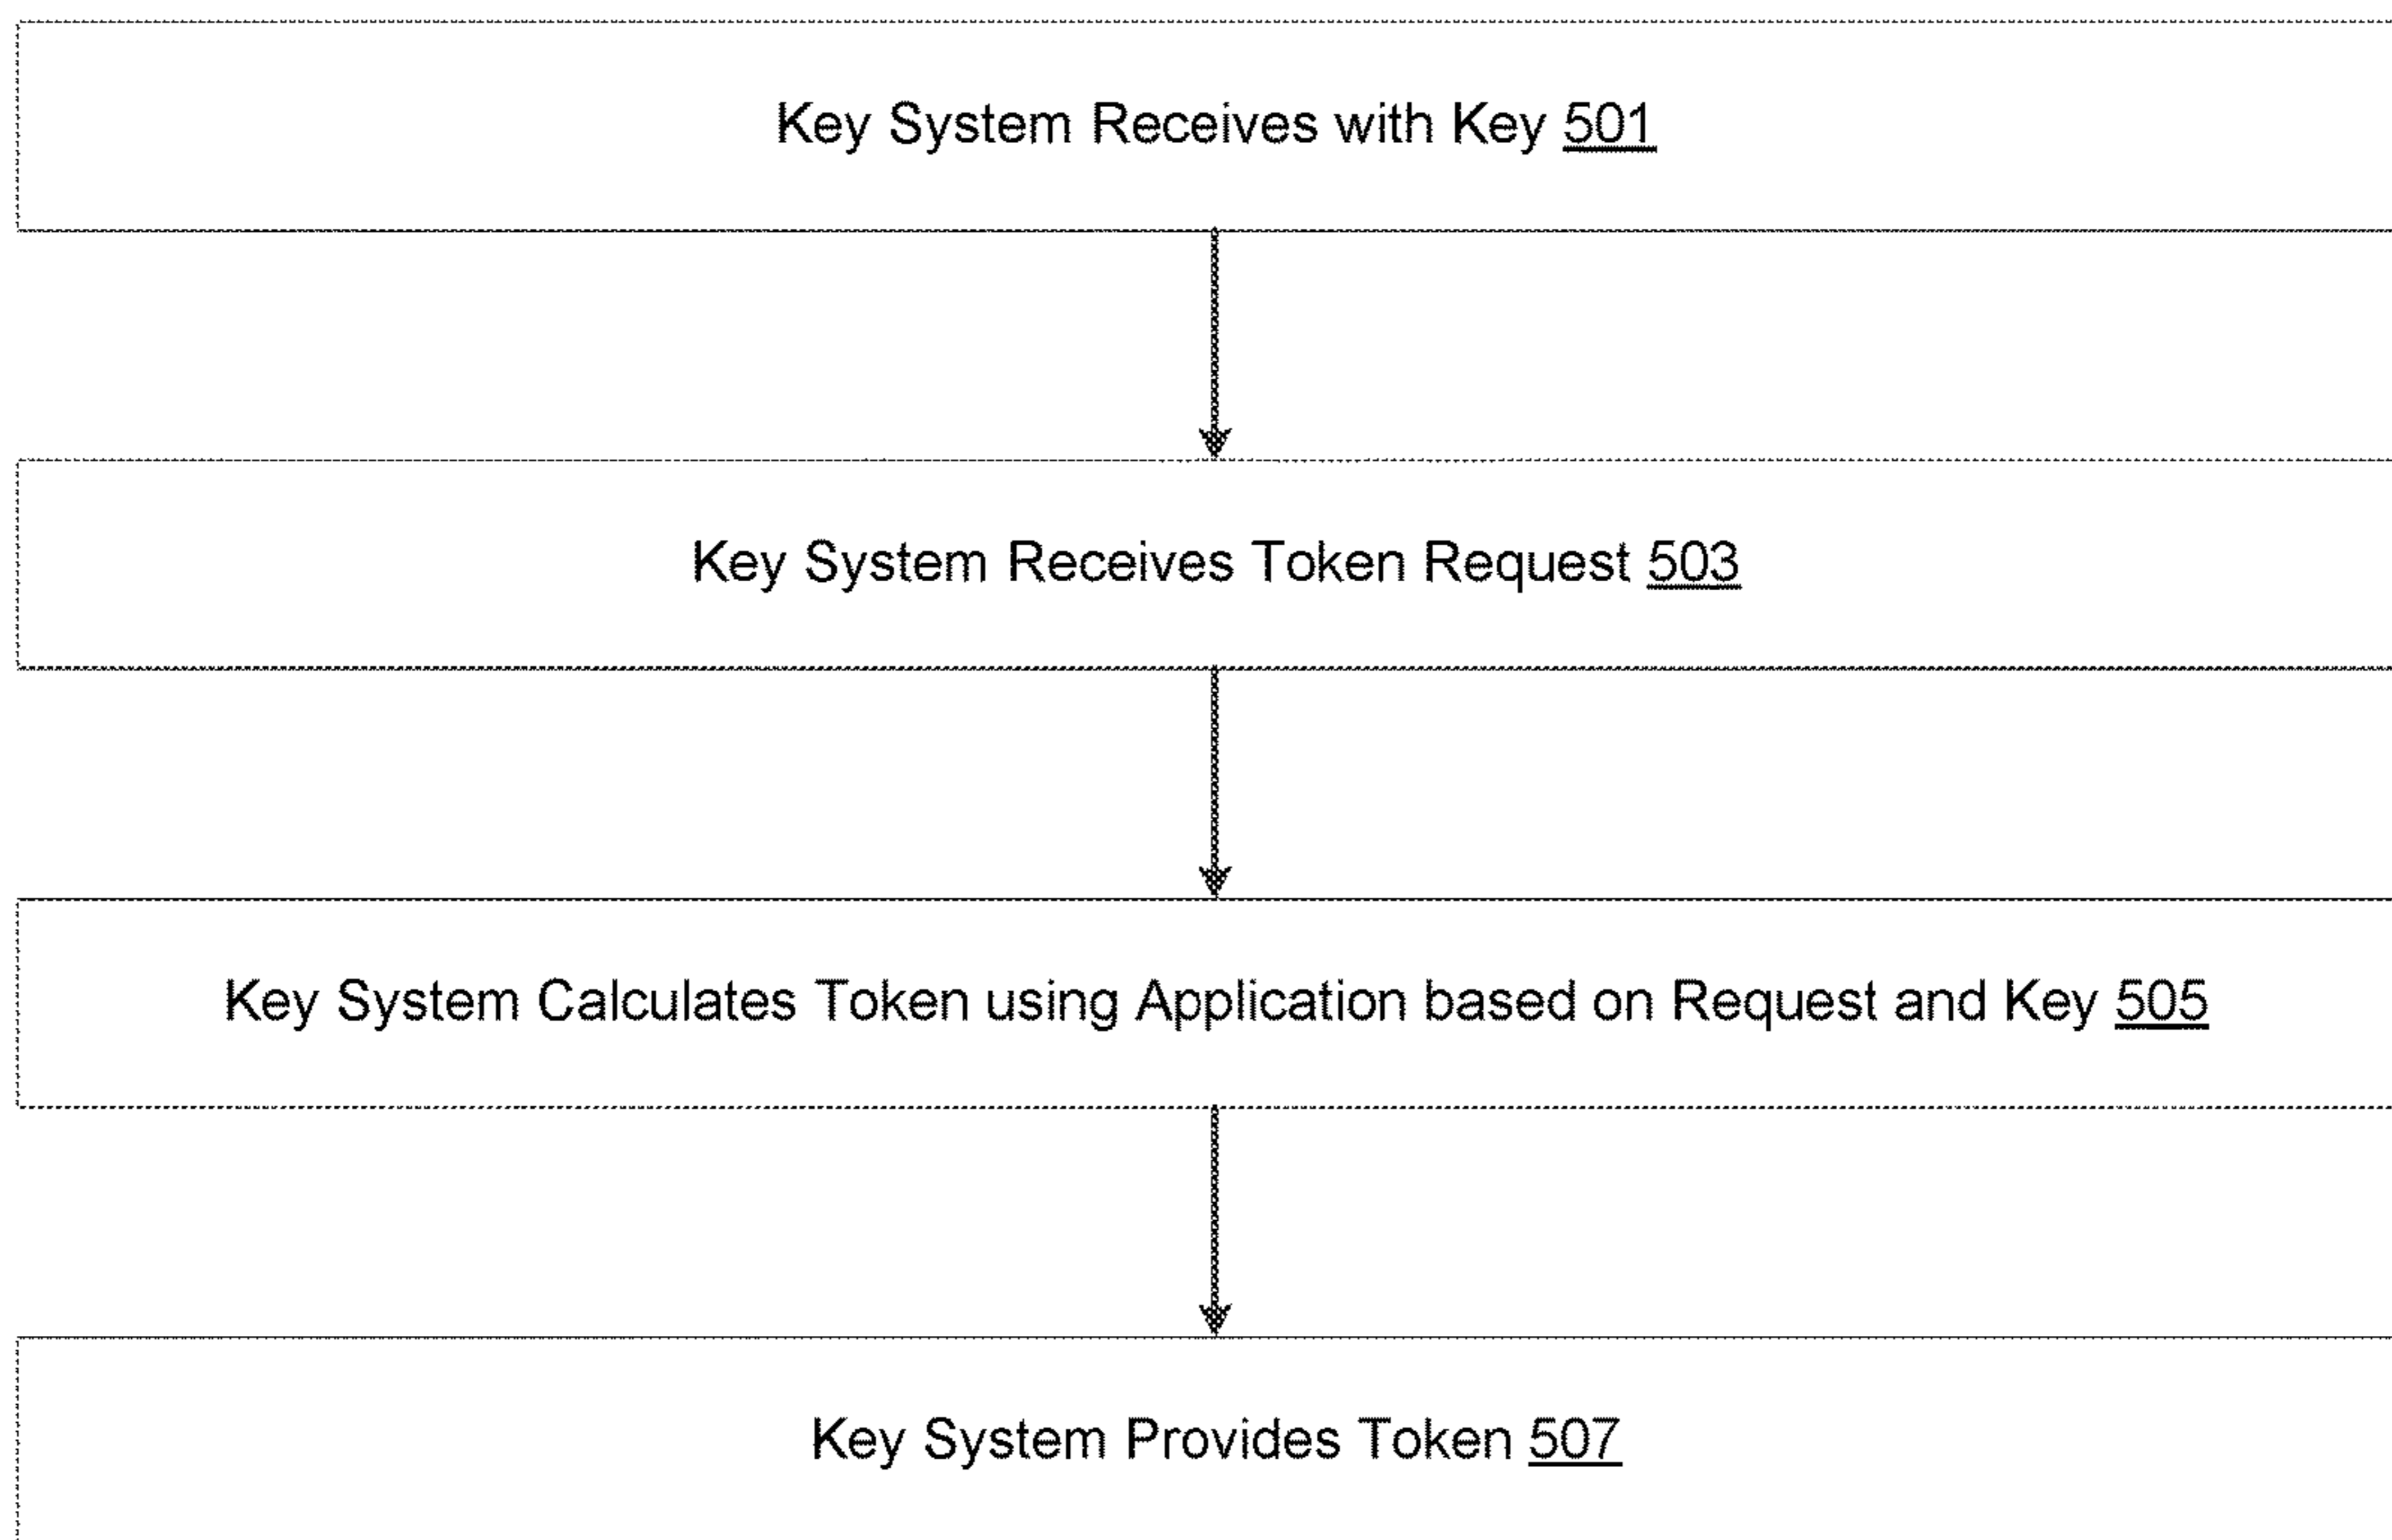 Key System Receives with Key 501
Key System Receives Token Request 503
Key System Calculates Token using Application based on Request and Key 505
Key System Provides Token 507